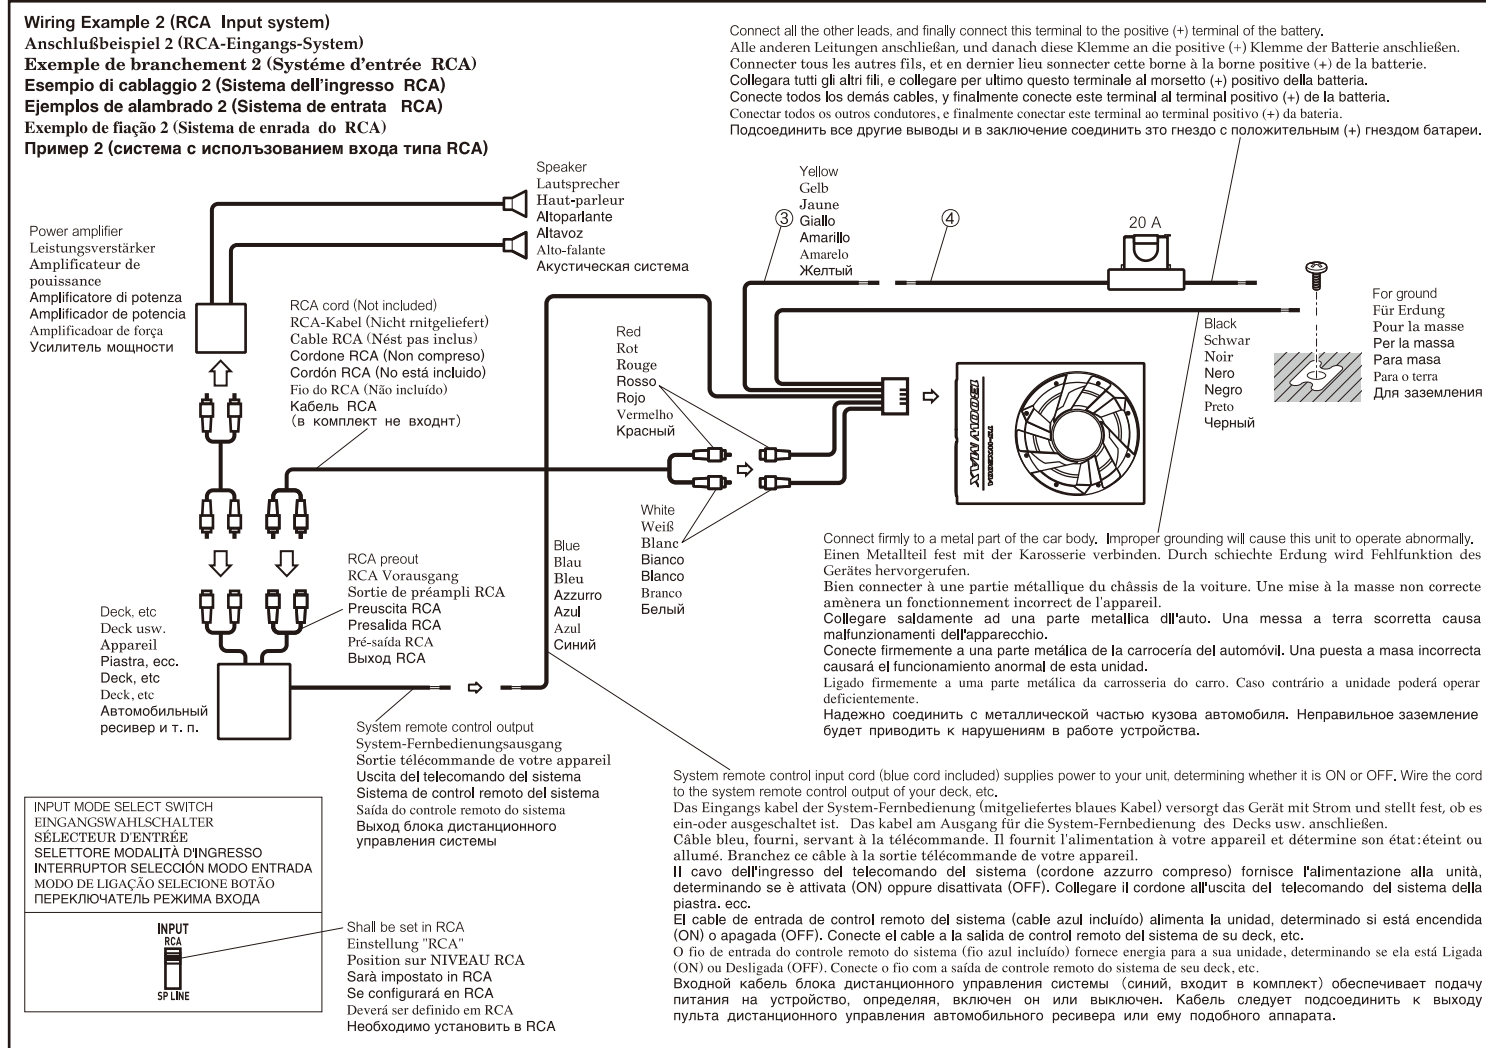 Wiring Example 2 (RCA Input system)
Anschlußbeispiel 2 (RCA-Eingangs-System)
Exemple de branchement 2 (Systéme d'entrée RCA)
Esempio di cablaggio 2 (Sistema dell'ingresso RCA)
Ejemplos de alambrado 2 (Sistema de entrata RCA)
Exemplo de fiação 2 (Sistema de enrada do RCA)
Пример 2 (система с исполъзованием входа типа RCA)
Connect all the other leads, and finally connect this terminal to the positive (+) terminal of the battery.
Alle anderen Leitungen anschließan, und danach diese Klemme an die positive (+) Klemme der Batterie anschließen.
Connecter tous les autres fils, et en dernier lieu sonnecter cette borne à la borne positive (+) de la batterie.
Collegara tutti gli altri fili, e collegare per ultimo questo terminale al morsetto (+) positivo della batteria.
Conecte todos los demás cables, y finalmente conecte este terminal al terminal positivo (+) de la batteria.
Conectar todos os outros condutores, e finalmente conectar este terminal ao terminal positivo (+) da bateria.
Подсоединить все другие выводы и в заключение соединить зто гнездо с положительным (+) гнездом батареи.
Speaker
Lautsprecher
Haut-parleur
Altoparlante
Altavoz
Alto-falante
Акустическая система
Yellow
Gelb
Jaune
Giallo
Amarillo
Amarelo
Желтый
③
④
20 A
Power amplifier
Leistungsverstärker
Amplificateur de
pouissance
Amplificatore di potenza
Amplificador de potencia
Amplificadoar de força
Усилитель мощности
RCA cord (Not included)
RCA-Kabel (Nicht rnitgeliefert)
Cable RCA (Nést pas inclus)
Cordone RCA (Non compreso)
Cordón RCA (No está incluido)
Fio do RCA (Não incluído)
Кабель RCA
(в комплект не входнт)
Red
Rot
Rouge
Rosso
Rojo
Vermelho
Красный
Black
Schwar
Noir
Nero
Negro
Preto
Черный
For ground
Für Erdung
Pour la masse
Per la massa
Para masa
Para o terra
Для заземления
1300W MAX
White
Weiß
Blanc
Bianco
Blanco
Branco
Белый
Blue
Blau
Bleu
Azzurro
Azul
Azul
Синий
RCA preout
RCA Vorausgang
Sortie de préampli RCA
Preuscita RCA
Presalida RCA
Pré-saída RCA
Выход RCA
Deck, etc
Deck usw.
Appareil
Piastra, ecc.
Deck, etc
Deck, etc
Автомобильный
ресивер и т. п.
Connect firmly to a metal part of the car body. Improper grounding will cause this unit to operate abnormally.
Einen Metallteil fest mit der Karosserie verbinden. Durch schiechte Erdung wird Fehlfunktion des
Gerätes hervorgerufen.
Bien connecter à une partie métallique du châssis de la voiture. Une mise à la masse non correcte
amènera un fonctionnement incorrect de l'appareil.
Collegare saldamente ad una parte metallica dll'auto. Una messa a terra scorretta causa
malfunzionamenti dell'apparecchio.
Conecte firmemente a una parte metálica de la carrocería del automóvil. Una puesta a masa incorrecta
causará el funcionamiento anormal de esta unidad.
Ligado firmemente a uma parte metálica da carrosseria do carro. Caso contrário a unidade poderá operar
deficientemente.
Надежно соединить с металлической частью кузова автомобиля. Неправильное заземление
будет приводить к нарушениям в работе устройства.
System remote control output
System-Fernbedienungsausgang
Sortie télécommande de votre appareil
Uscita del telecomando del sistema
Sistema de control remoto del sistema
Saída do controle remoto do sistema
Выход блока дистанционного
управления системы
System remote control input cord (blue cord included) supplies power to your unit, determining whether it is ON or OFF. Wire the cord
to the system remote control output of your deck, etc.
Das Eingangs kabel der System-Fernbedienung (mitgeliefertes blaues Kabel) versorgt das Gerät mit Strom und stellt fest, ob es
ein-oder ausgeschaltet ist. Das kabel am Ausgang für die System-Fernbedienung des Decks usw. anschließen.
Câble bleu, fourni, servant à la télécommande. Il fournit l'alimentation à votre appareil et détermine son état:éteint ou
allumé. Branchez ce câble à la sortie télécommande de votre appareil.
Il cavo dell'ingresso del telecomando del sistema (cordone azzurro compreso) fornisce l'alimentazione alla unità,
determinando se è attivata (ON) oppure disattivata (OFF). Collegare il cordone all'uscita del telecomando del sistema della
piastra. ecc.
El cable de entrada de control remoto del sistema (cable azul incluído) alimenta la unidad, determinado si está encendida
(ON) o apagada (OFF). Conecte el cable a la salida de control remoto del sistema de su deck, etc.
O fio de entrada do controle remoto do sistema (fio azul incluído) fornece energia para a sua unidade, determinando se ela está Ligada
(ON) ou Desligada (OFF). Conecte o fio com a saída de controle remoto do sistema de seu deck, etc.
Входной кабель блока дистанционного управления системы (синий, входит в комплект) обеспечивает подачу
питания на устройство, определяя, включен он или выключен. Кабель следует подсоединить к выходу
пульта дистанционного управления автомобильного ресивера или ему подобного аппарата.
INPUT MODE SELECT SWITCH
EINGANGSWAHLSCHALTER
SÉLECTEUR D'ENTRÉE
SELETTORE MODALITÀ D'INGRESSO
INTERRUPTOR SELECCIÓN MODO ENTRADA
MODO DE LIGAÇÃO SELECIONE BOTÃO
ПЕРЕКЛЮЧАТЕЛЬ РЕЖИМА ВХОДА
INPUT
RCA
SP LINE
Shall be set in RCA
Einstellung "RCA"
Position sur NIVEAU RCA
Sarà impostato in RCA
Se configurará en RCA
Deverá ser definido em RCA
Необходимо установить в RCA